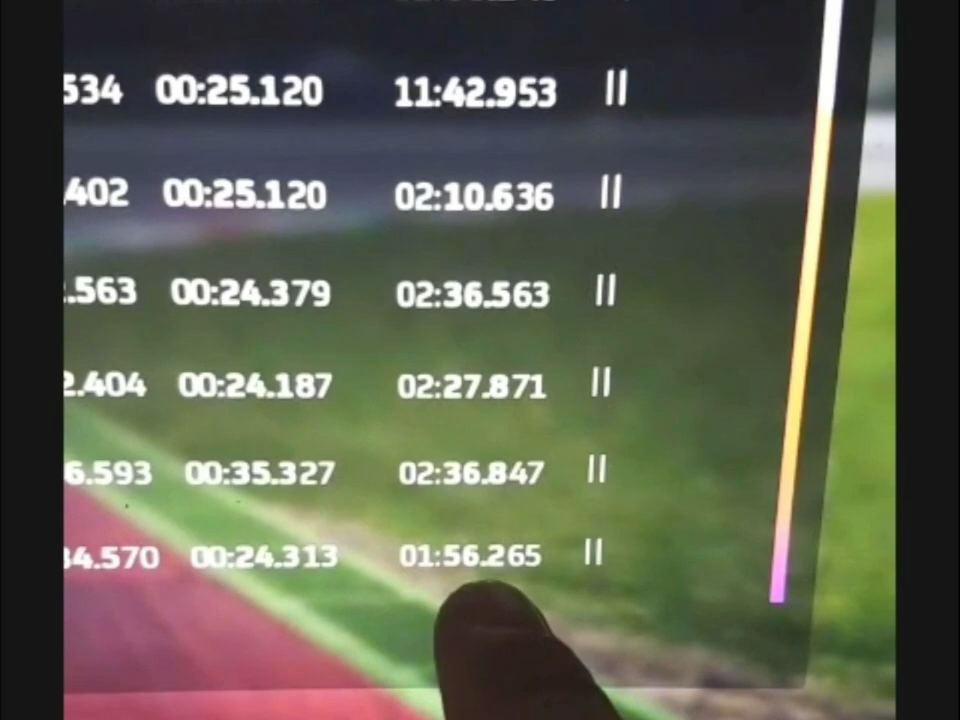 534 00:25.120 11:42.953 ||
.402 00:25.120 02:10.636 ||
.563 00:24.379 02:36.563 ||
2.404 00:24.187 02:27.871 ||
6.593 00:35.327 02:36.847 ||
34.570 00:24.313 01:56.265 ||